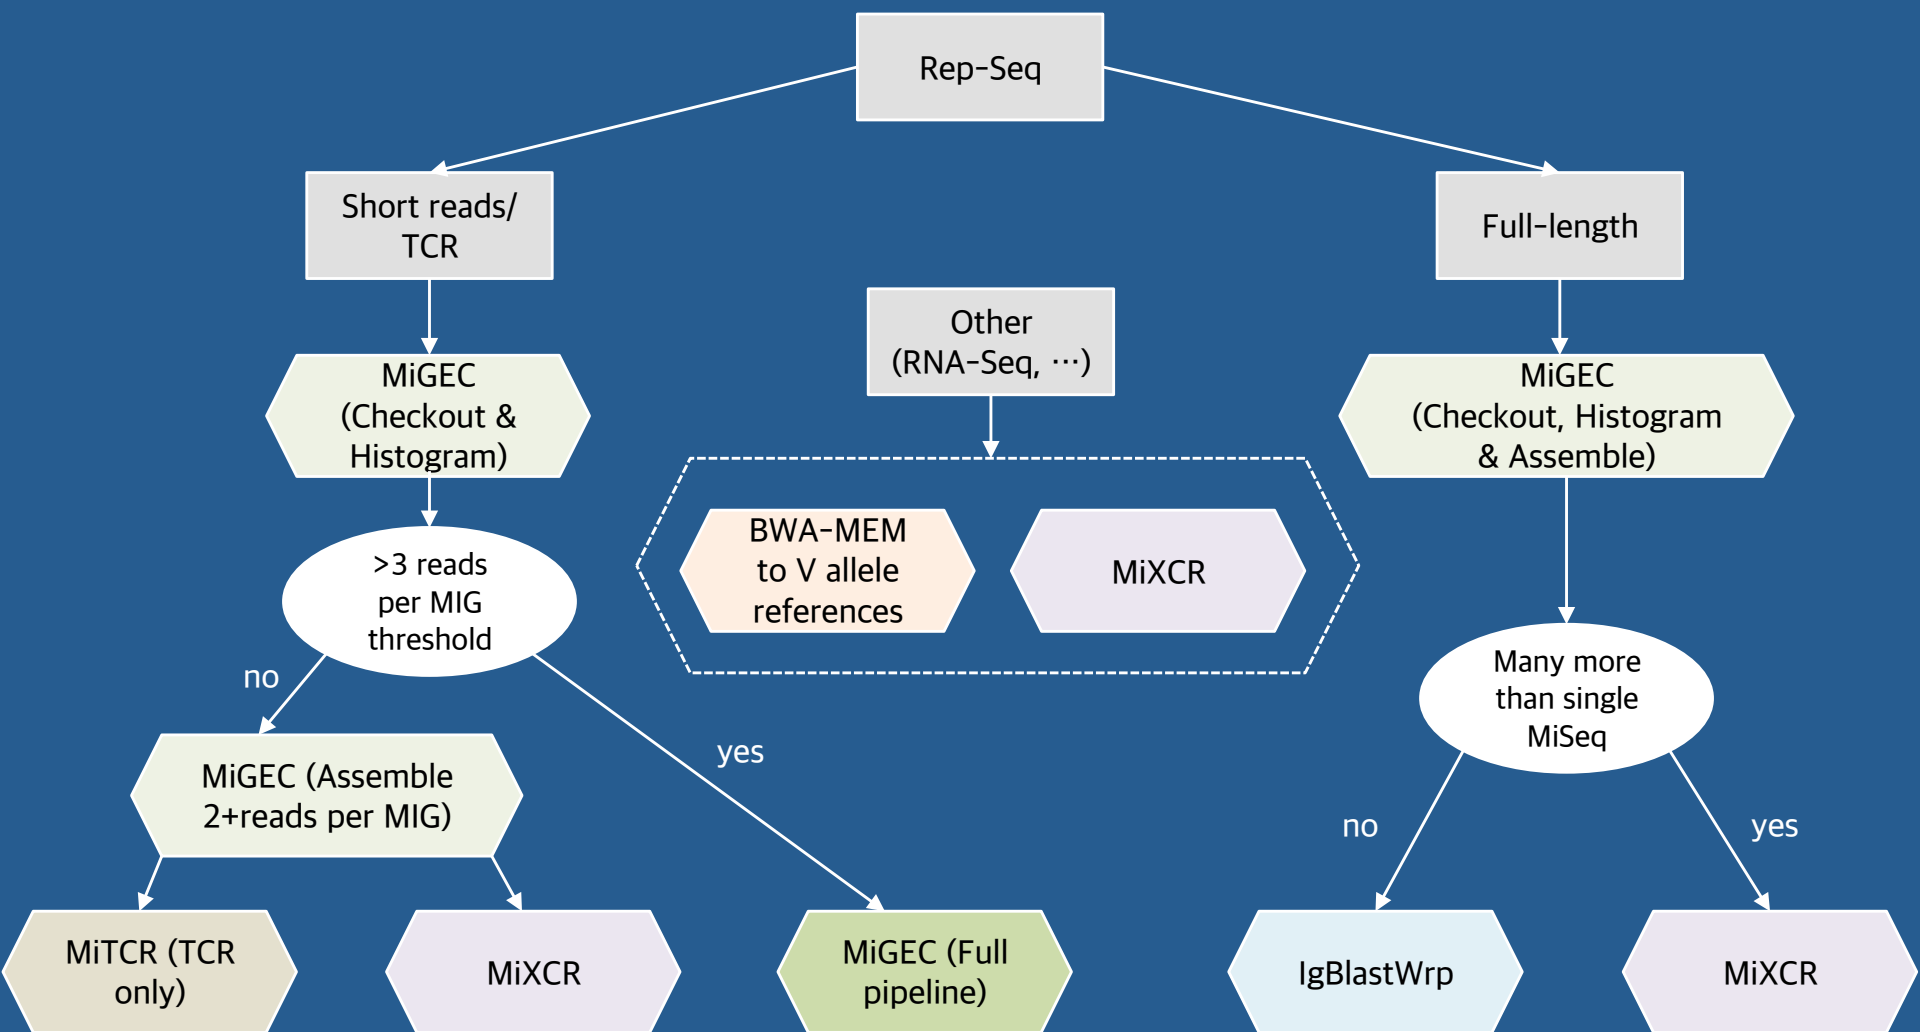 Rep-Seq
Short reads/
TCR
Full-length
Other
(RNA-Seq, ···)
MiGEC
(Checkout &
Histogram)
MiGEC
(Checkout, Histogram
& Assemble)
BWA-MEM
to V allele
references
MiXCR
>3 reads
per MIG
threshold
Many more
than single
MiSeq
no
yes
MiGEC (Assemble
2+reads per MIG)
no
yes
MiTCR (TCR
only)
MiXCR
MiGEC (Full
pipeline)
IgBlastWrp
MiXCR